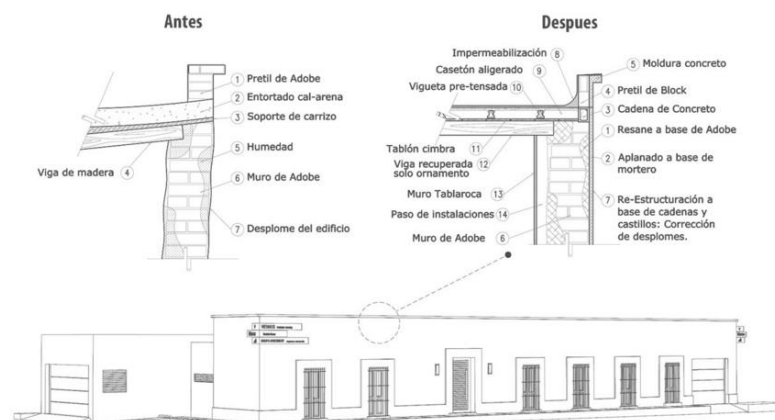 Antes
1 Pretil de Adobe
2 Entortado cal-arena
3 Soporte de carrizo
Viga de madera 4
5 Humedad
6 Muro de Adobe
7 Desplome del edificio
Despues
Impermeabilización 8
Casetón aligerado 9
Vigueta pre-tensada 10
5 Moldura concreto
4 Pretil de Block
3 Cadena de Concreto
1 Resane a base de Adobe
2 Aplanado a base de
mortero
7 Re-Estructuración a
base de cadenas y
castillos: Corrección
de desplomes.
11
Tablón cimbra
Viga recuperada 12
solo ornamento
Muro Tablaroca 13
Paso de instalaciones 14
Muro de Adobe 6